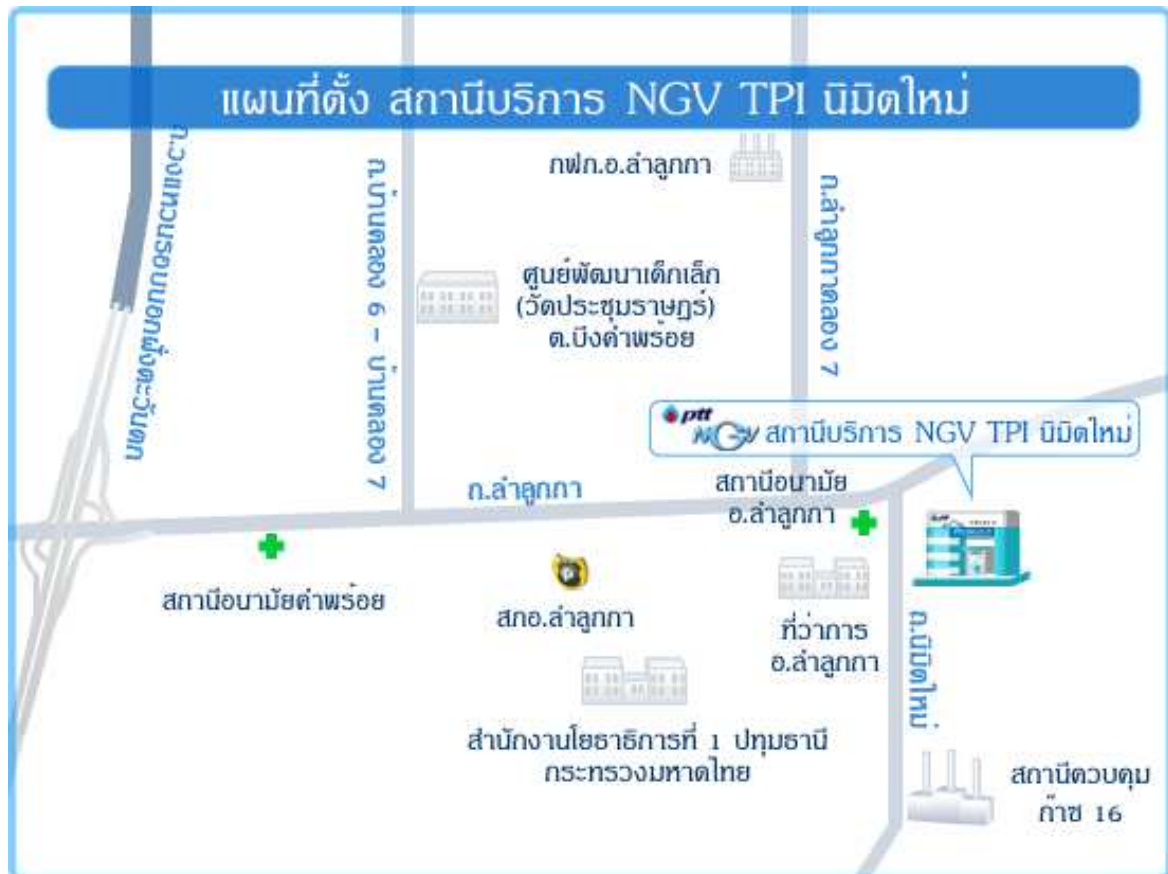 แผนที่ตั้ง สถานีบริการ NGV TPI นิมิตใหม่
ถ.วงแหวนรอบนอกฝั่งตะวันตก
ถ.บ้านคลอง 6 - บ้านคลอง 7
กฟภ.อ.ลำลูกกา
ถ.ลำลูกกาคลอง 7
ศูนย์พัฒนาเด็กเล็ก
(วัดประชุมราษฎร์)
ต.บึงคำพร้อย
ptt
NGV สถานีบริการ NGV TPI นิมิตใหม่
ถ.ลำลูกกา
สถานีอนามัย
อ.ลำลูกกา
สถานีอนามัยคำพร้อย
สภอ.ลำลูกกา
ที่ว่าการ
อ.ลำลูกกา
ถ.นิมิตใหม่
สำนักงานโยธาธิการที่ 1 ปทุมธานี
กระทรวงมหาดไทย
สถานีควบคุม
ก๊าซ 16